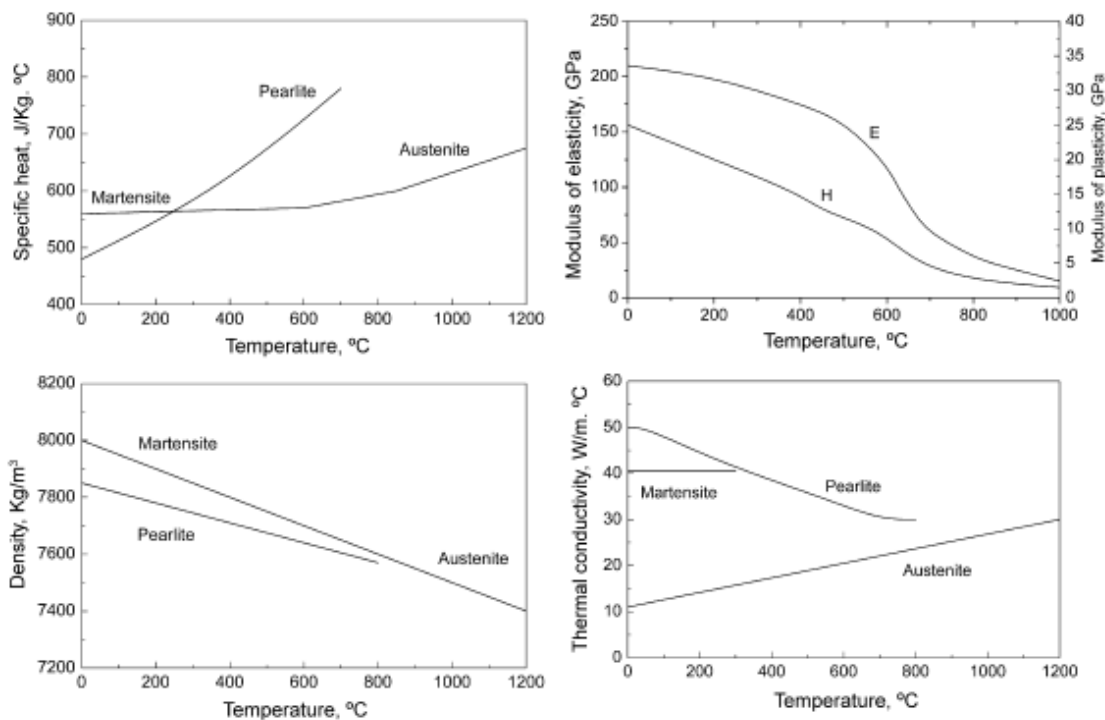 900
800
700
600
500
400
Specific heat, J/Kg. ºC
Pearlite
Austenite
Martensite
0 200 400 600 800 1000 1200
Temperature, ºC
250
200
150
100
50
0
Modulus of elasticity, GPa
E
H
40
35
30
25
20
15
10
5
0
Modulus of plasticity, GPa
0 200 400 600 800 1000
Temperature, ºC
8200
8000
7800
7600
7400
7200
Density, Kg/m³
Martensite
Pearlite
Austenite
0 200 400 600 800 1000 1200
Temperature, ºC
60
50
40
30
20
10
0
Thermal conductivity, W/m. ºC
Martensite
Pearlite
Austenite
0 200 400 600 800 1000 1200
Temperature, ºC